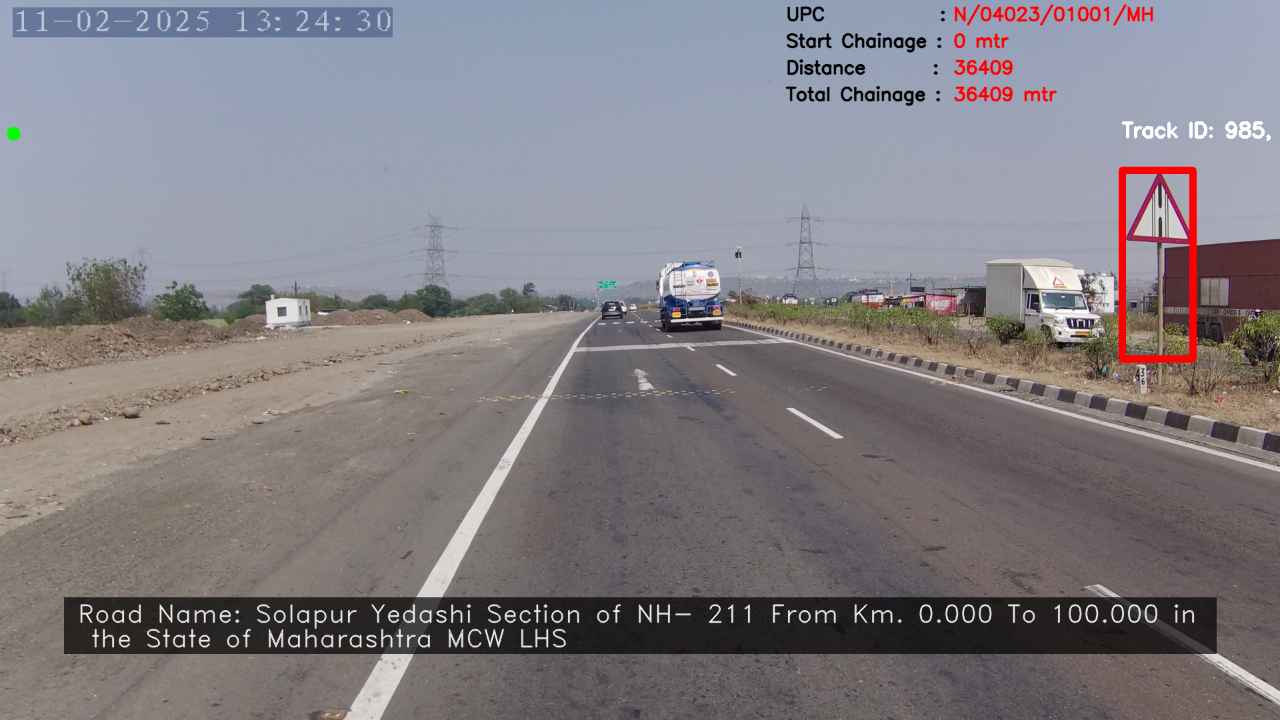 11-02-2025 13:24:30
UPC : N/04023/01001/MH
Start Chainage : 0 mtr
Distance : 36409
Total Chainage : 36409 mtr
Track ID: 985,
Road Name: Solapur Yedashi Section of NH- 211 From Km. 0.000 To 100.000 in
the State of Maharashtra MCW LHS